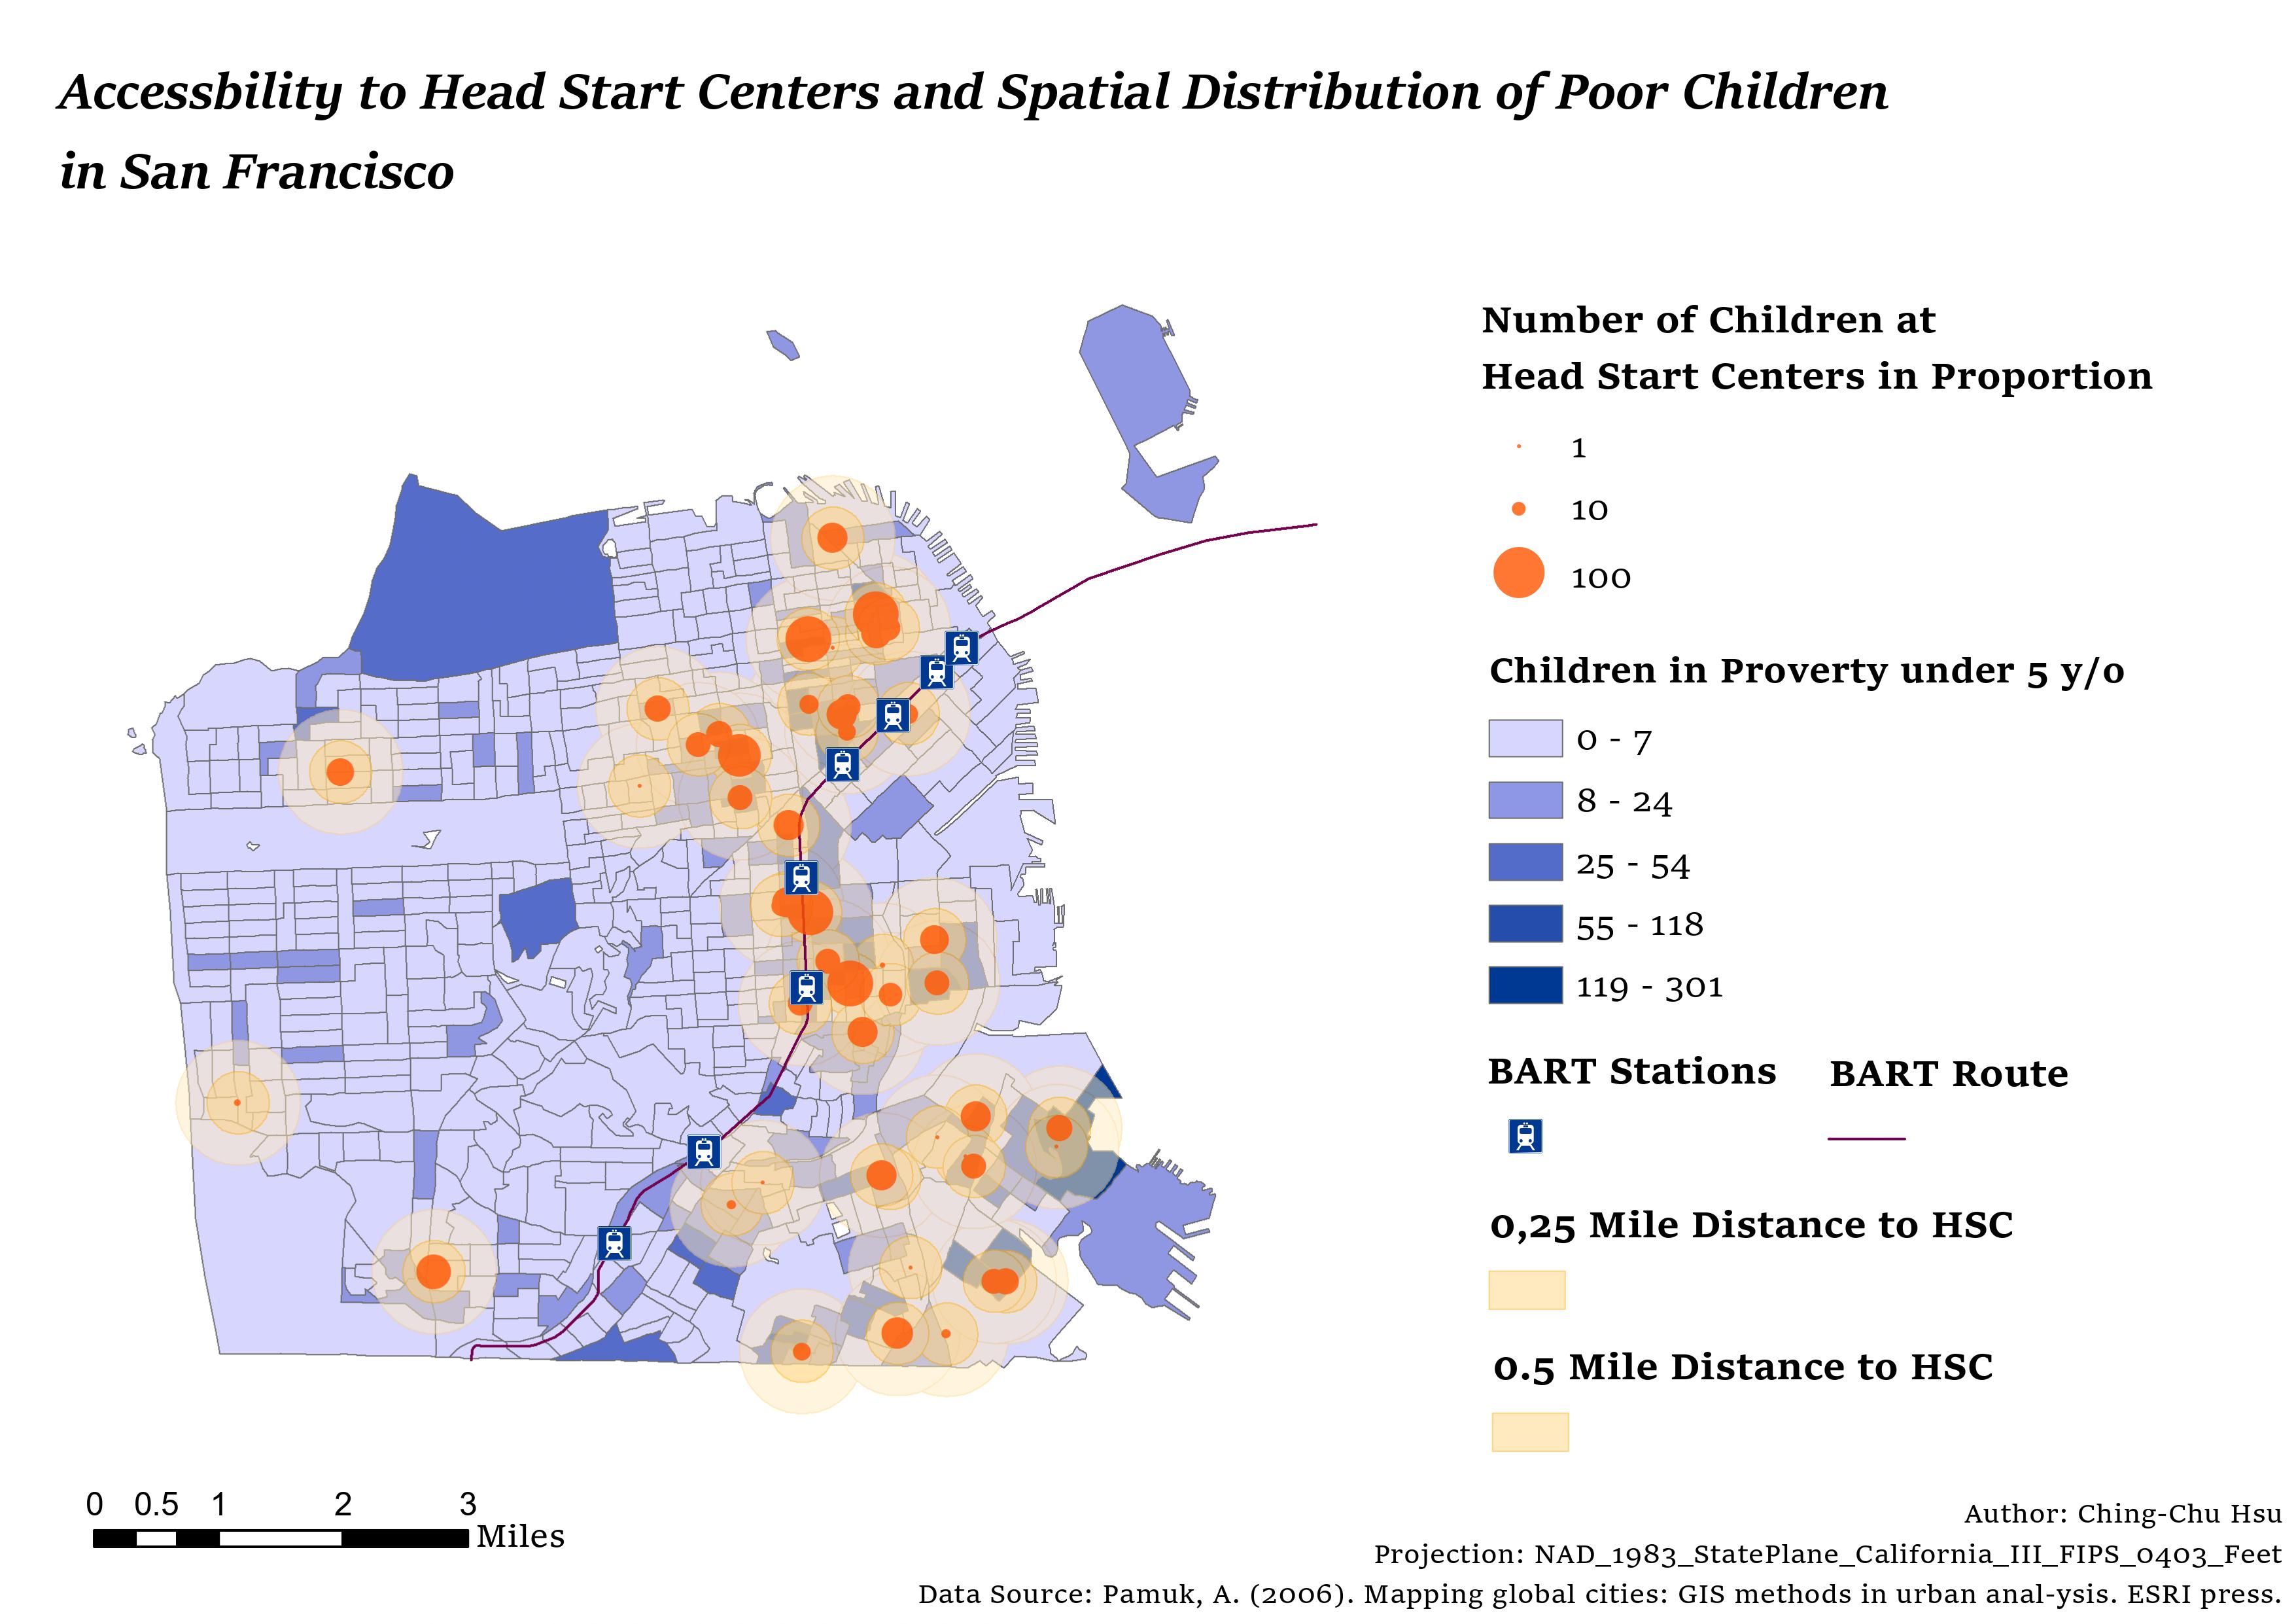 Accessbility to Head Start Centers and Spatial Distribution of Poor Children
in San Francisco
Number of Children at
Head Start Centers in Proportion
1
10
100
Children in Proverty under 5 y/o
0 - 7
8 - 24
25 - 54
55 - 118
119 - 301
BART Stations BART Route
0,25 Mile Distance to HSC
0.5 Mile Distance to HSC
0 0.5 1 2 3
Miles
Author: Ching-Chu Hsu
Projection: NAD_1983_StatePlane_California_III_FIPS_0403_Feet
Data Source: Pamuk, A. (2006). Mapping global cities: GIS methods in urban anal-ysis. ESRI press.